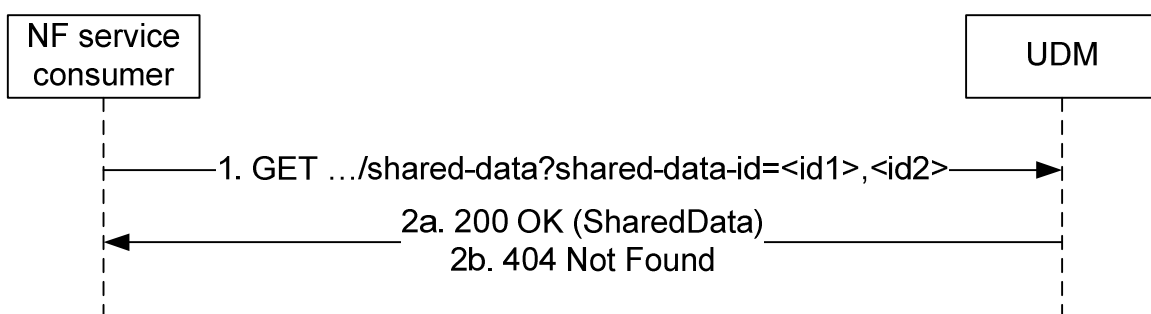 NF service
consumer
UDM
1. GET …/shared-data?shared-data-id=<id1>,<id2>
2a. 200 OK (SharedData)
2b. 404 Not Found